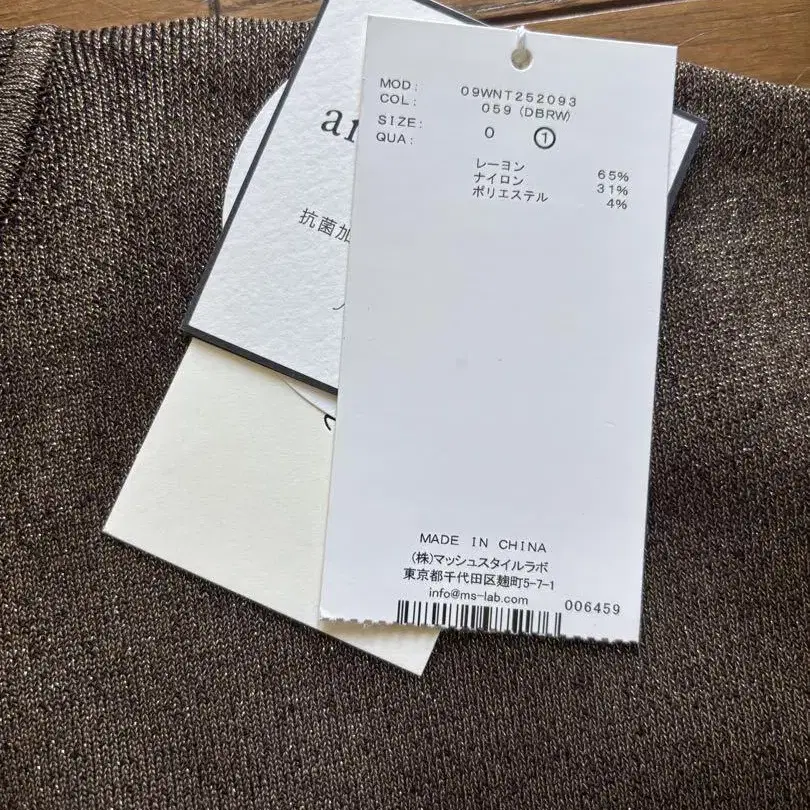 MOD: 09WNT252093
COL: 059 (DBRW)
SIZE: 0 1
QUA:
レーヨン 65%
ナイロン 31%
ポリエステル 4%
MADE IN CHINA
(株)マッシュスタイルラボ
東京都千代田区麹町5-7-1
info@ms-lab.com
006459
抗菌加